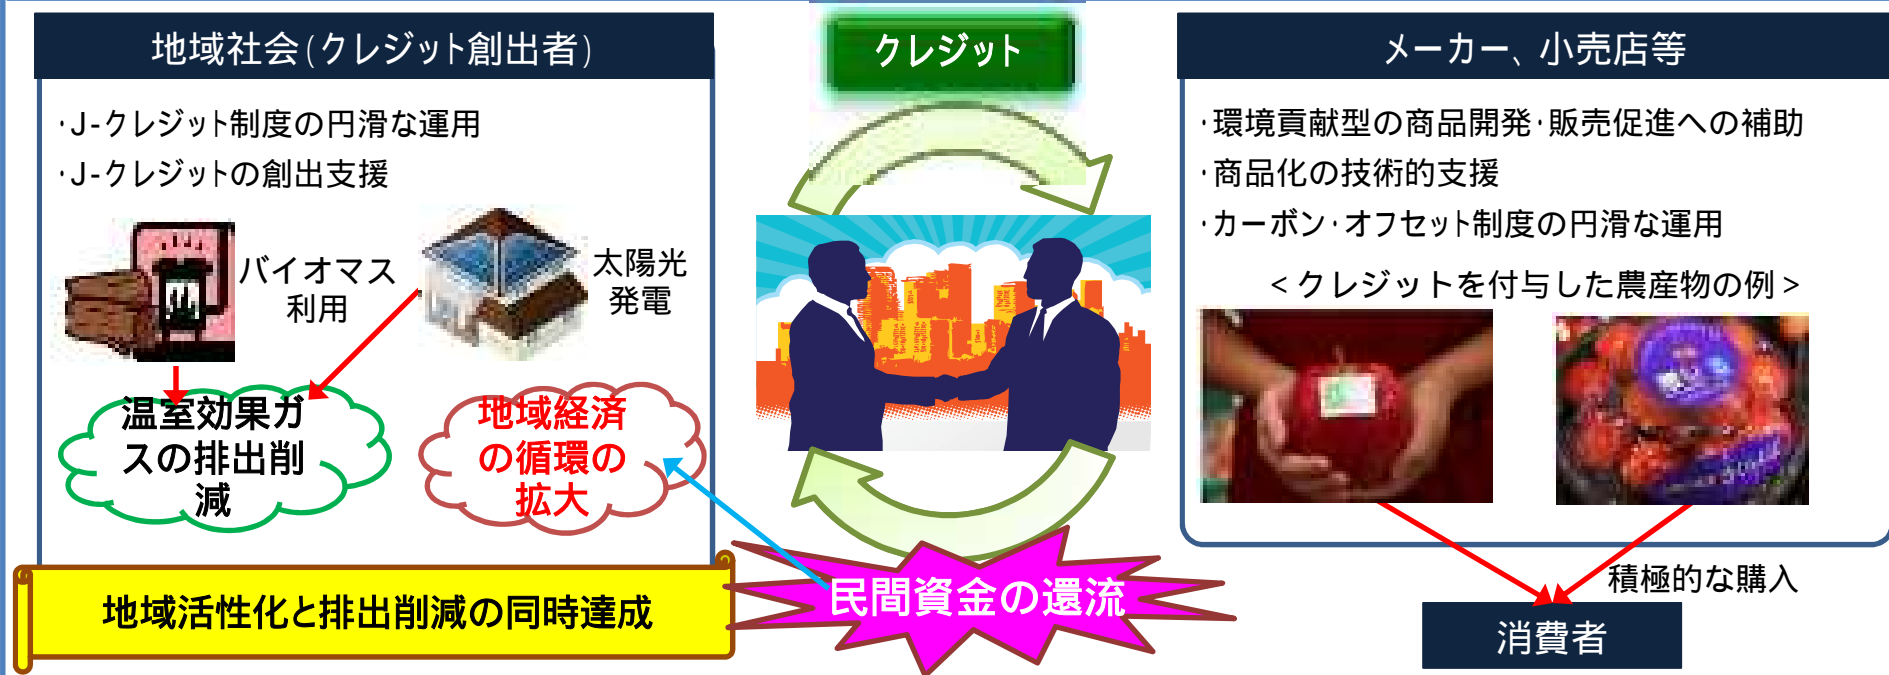 地域社会(クレジット創出者)
･J-クレジット制度の円滑な運用
･J-クレジットの創出支援
バイオマス
利用
太陽光
発電
温室効果ガ
スの排出削
減
地域経済
の循環の
拡大
地域活性化と排出削減の同時達成
クレジット
民間資金の還流
メーカー、小売店等
･環境貢献型の商品開発･販売促進への補助
･商品化の技術的支援
･カーボン･オフセット制度の円滑な運用
<クレジットを付与した農産物の例>
積極的な購入
消費者